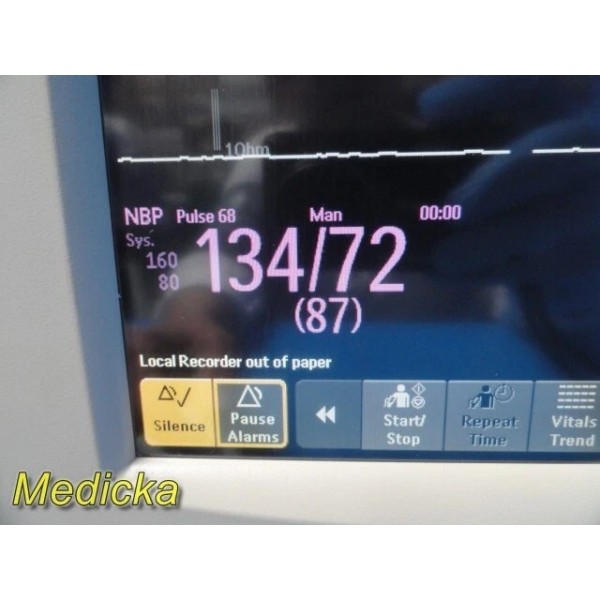 1Ohm
NBP Pulse 68 Man 00:00
Sys.
160
80
134/72
(87)
Local Recorder out of paper
Silence
Pause
Alarms
Start/
Stop
Repeat
Time
Vitals
Trend
Medicka